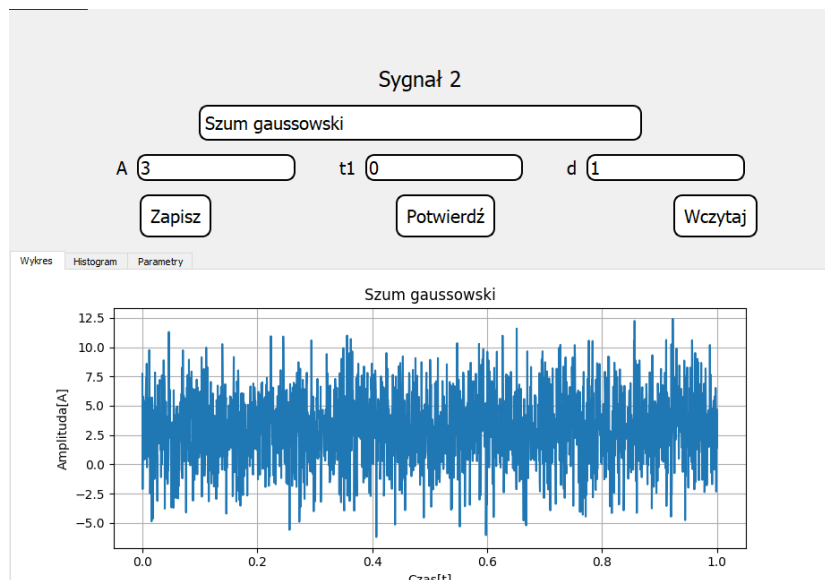 Sygnał 2
Szum gaussowski
A 3 t1 0 d 1
Zapisz Potwierdź Wczytaj
Wykres Histogram Parametry
Szum gaussowski
12.5
10.0
7.5
5.0
2.5
0.0
−2.5
−5.0
Amplituda[A]
0.0 0.2 0.4 0.6 0.8 1.0
Czas[t]